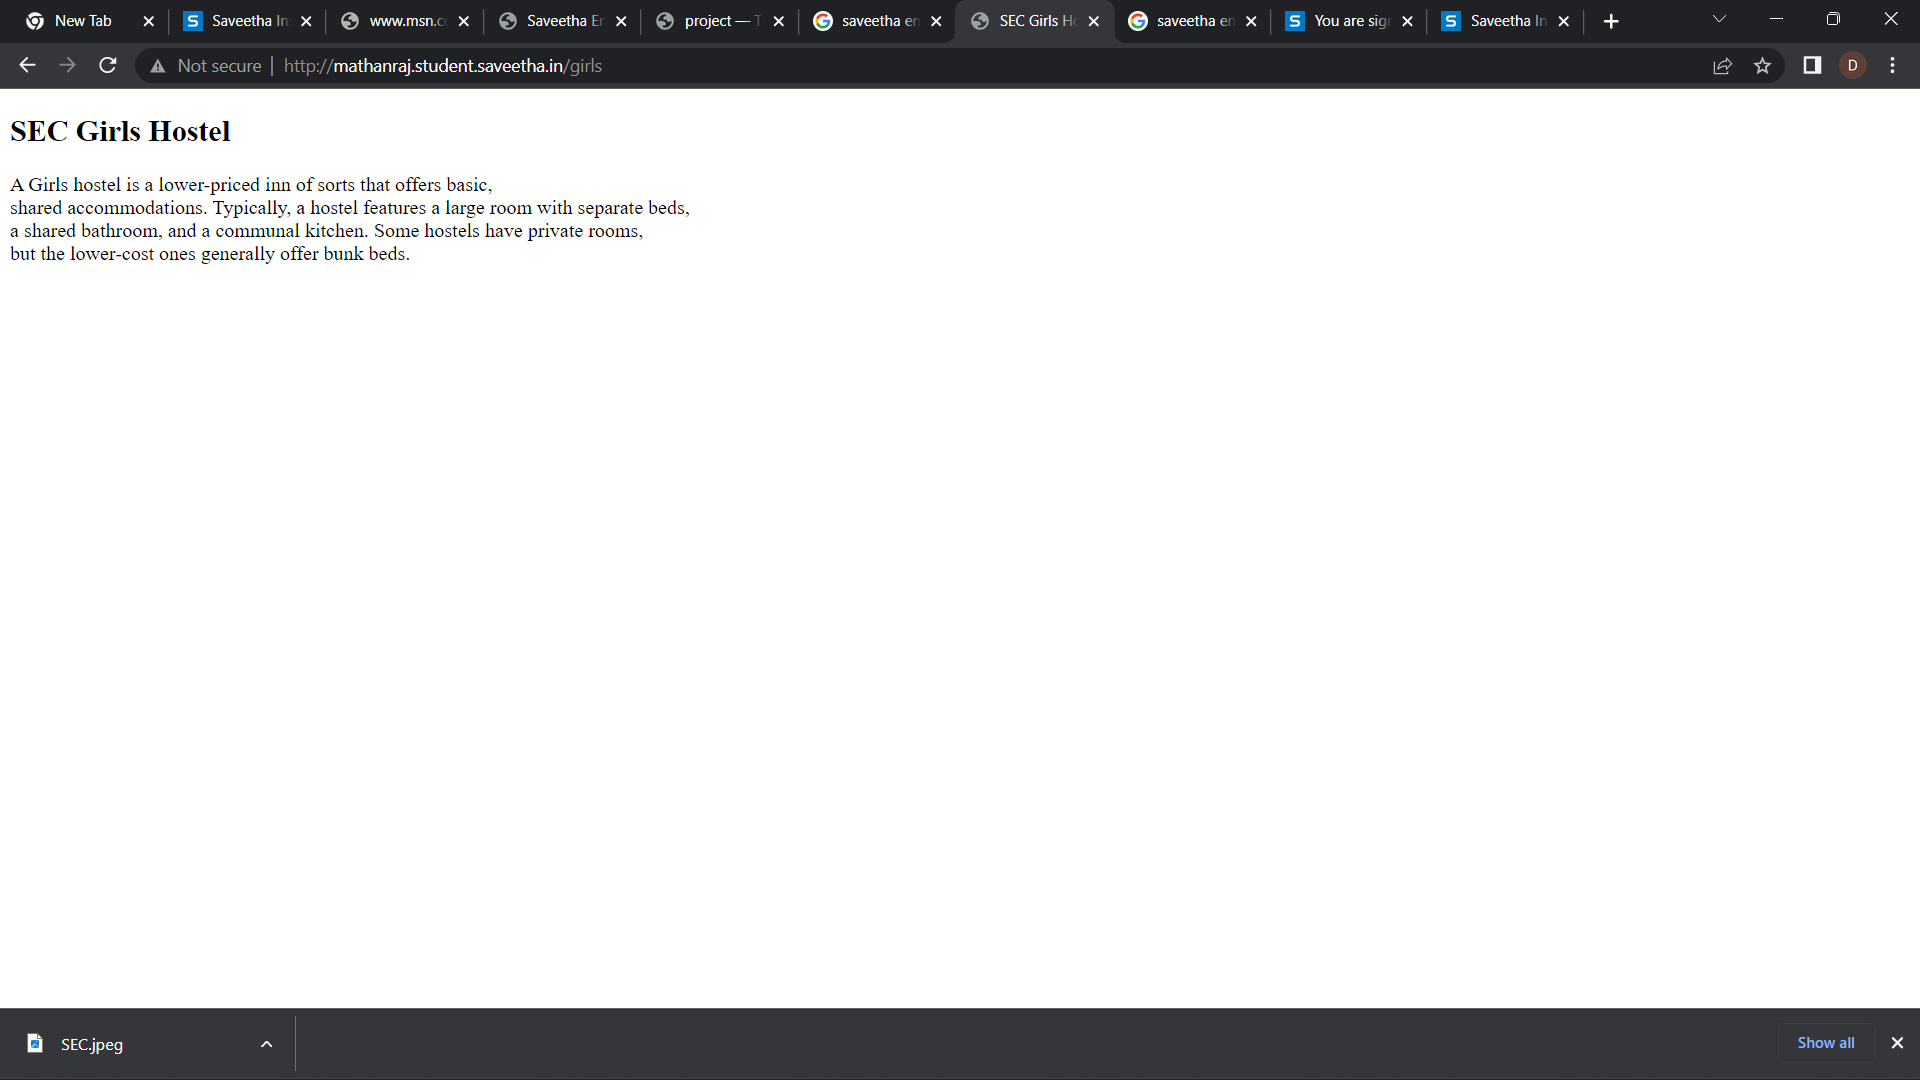 New Tab
Saveetha In
www.msn.c
Saveetha En
project — T
saveetha en
SEC Girls Ho
saveetha en
You are sign
Saveetha In
Not secure
http://mathanraj.student.saveetha.in/girls
D
SEC Girls Hostel
A Girls hostel is a lower-priced inn of sorts that offers basic,
shared accommodations. Typically, a hostel features a large room with separate beds,
a shared bathroom, and a communal kitchen. Some hostels have private rooms,
but the lower-cost ones generally offer bunk beds.
SEC.jpeg
Show all